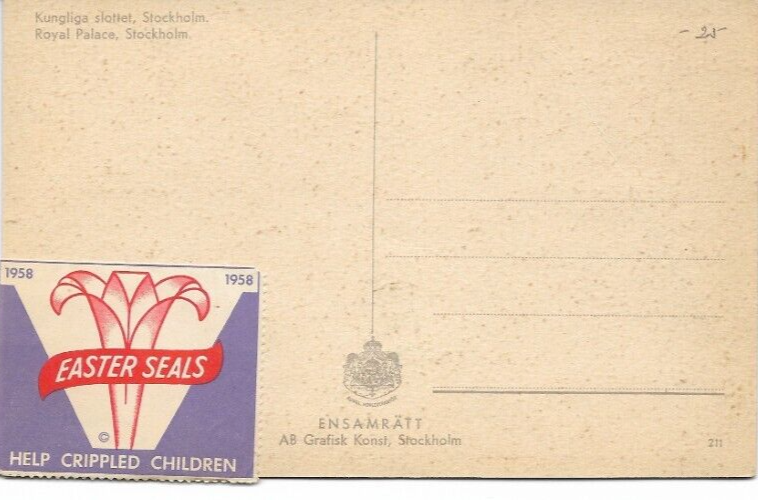 Kungliga slottet, Stockholm.
Royal Palace, Stockholm.
- 25
1958 1958
EASTER SEALS
©
HELP CRIPPLED CHILDREN
ENSAMRÄTT
AB Grafisk Konst, Stockholm
211